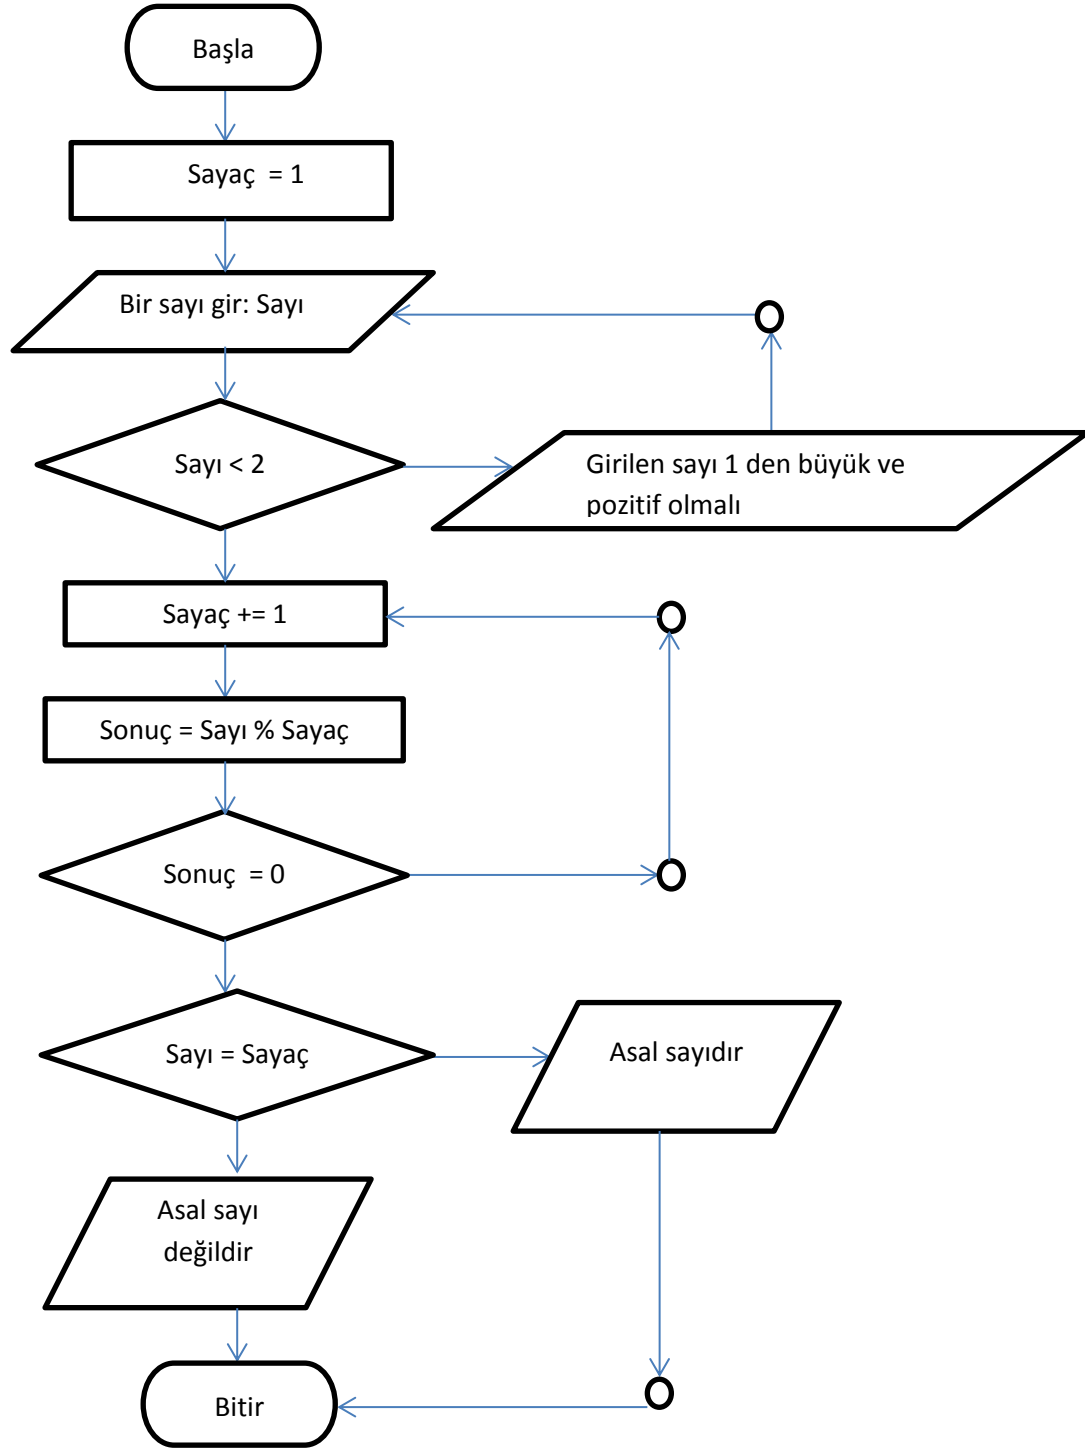 Başla
Sayaç = 1
Bir sayı gir: Sayı
Sayı < 2
Girilen sayı 1 den büyük ve
pozitif olmalı
Sayaç += 1
Sonuç = Sayı % Sayaç
Sonuç = 0
Sayı = Sayaç
Asal sayıdır
Asal sayı
değildir
Bitir